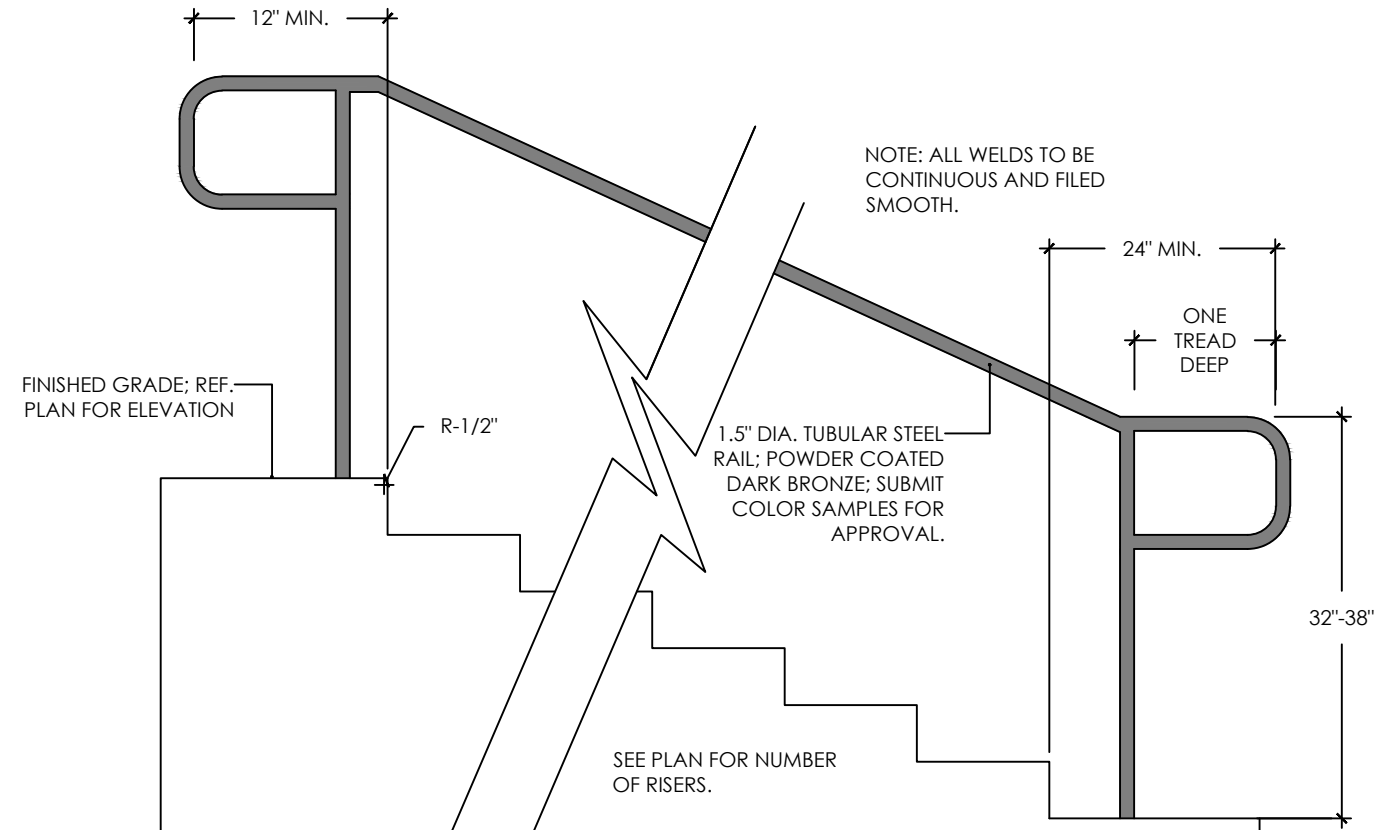 12" MIN.
NOTE: ALL WELDS TO BE
CONTINUOUS AND FILED
SMOOTH.
24" MIN.
ONE
TREAD
DEEP
FINISHED GRADE; REF.
PLAN FOR ELEVATION
R-1/2"
1.5" DIA. TUBULAR STEEL
RAIL; POWDER COATED
DARK BRONZE; SUBMIT
COLOR SAMPLES FOR
APPROVAL.
32"-38"
SEE PLAN FOR NUMBER
OF RISERS.